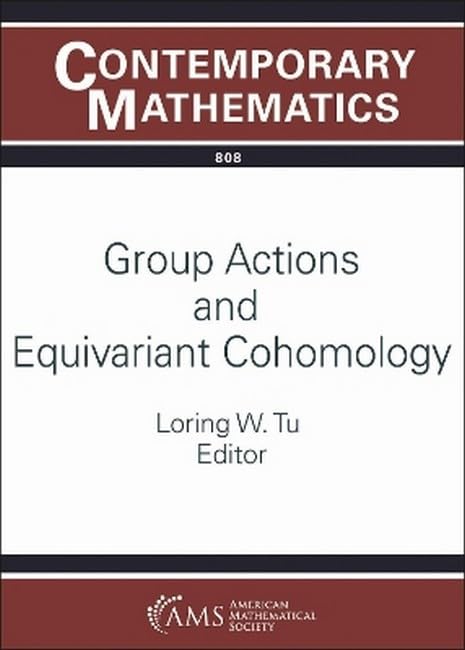 CONTEMPORARY
MATHEMATICS
808
Group Actions
and
Equivariant Cohomology
Loring W. Tu
Editor
AMS AMERICAN
MATHEMATICAL
SOCIETY